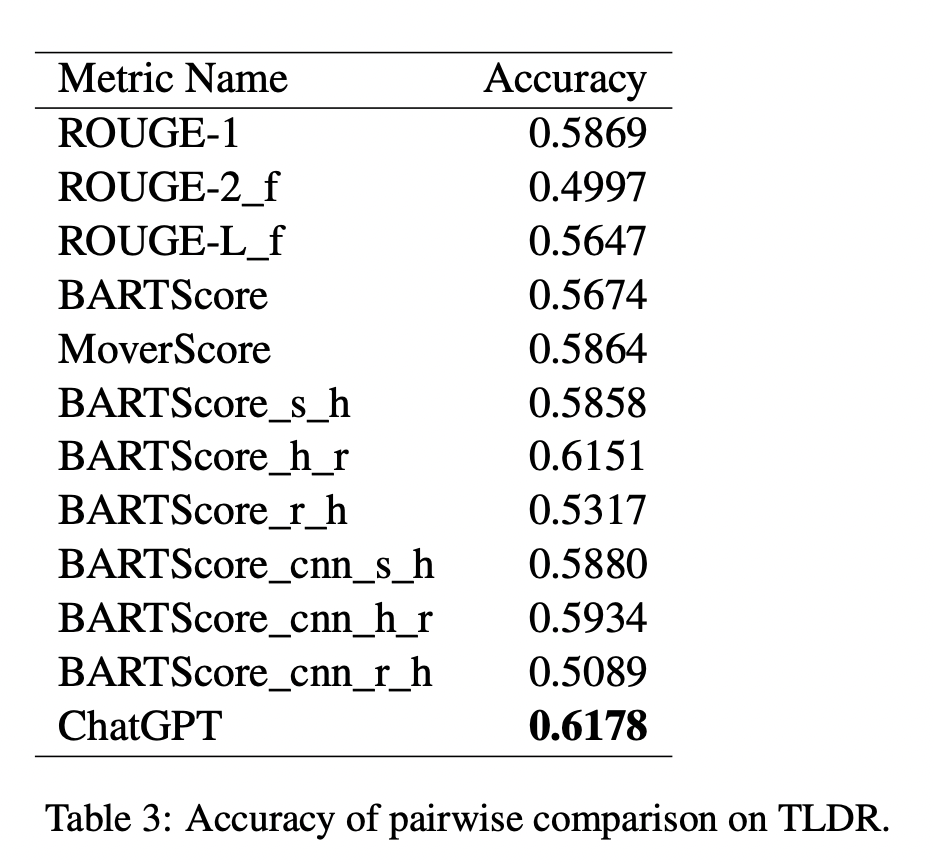 Metric Name Accuracy
ROUGE-1 0.5869
ROUGE-2_f 0.4997
ROUGE-L_f 0.5647
BARTScore 0.5674
MoverScore 0.5864
BARTScore_s_h 0.5858
BARTScore_h_r 0.6151
BARTScore_r_h 0.5317
BARTScore_cnn_s_h 0.5880
BARTScore_cnn_h_r 0.5934
BARTScore_cnn_r_h 0.5089
ChatGPT 0.6178
Table 3: Accuracy of pairwise comparison on TLDR.